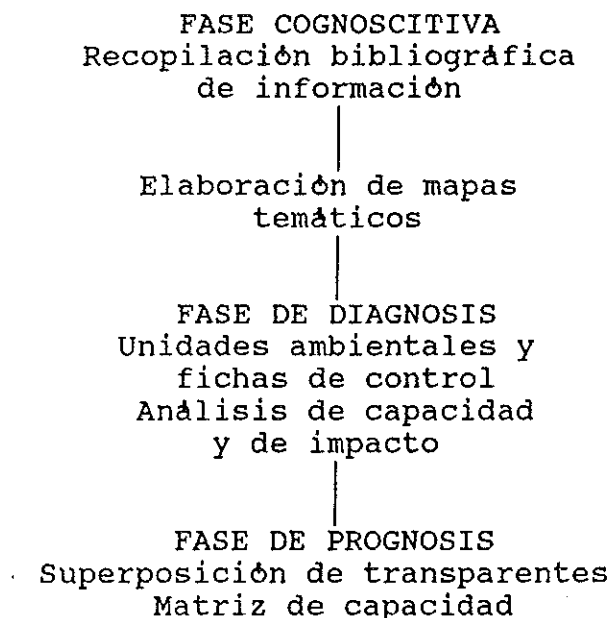 FASE COGNOSCITIVA
Recopilación bibliográfica
de información
Elaboración de mapas
temáticos
FASE DE DIAGNOSIS
Unidades ambientales y
fichas de control
Análisis de capacidad
y de impacto
FASE DE PROGNOSIS
Superposición de transparentes
Matriz de capacidad